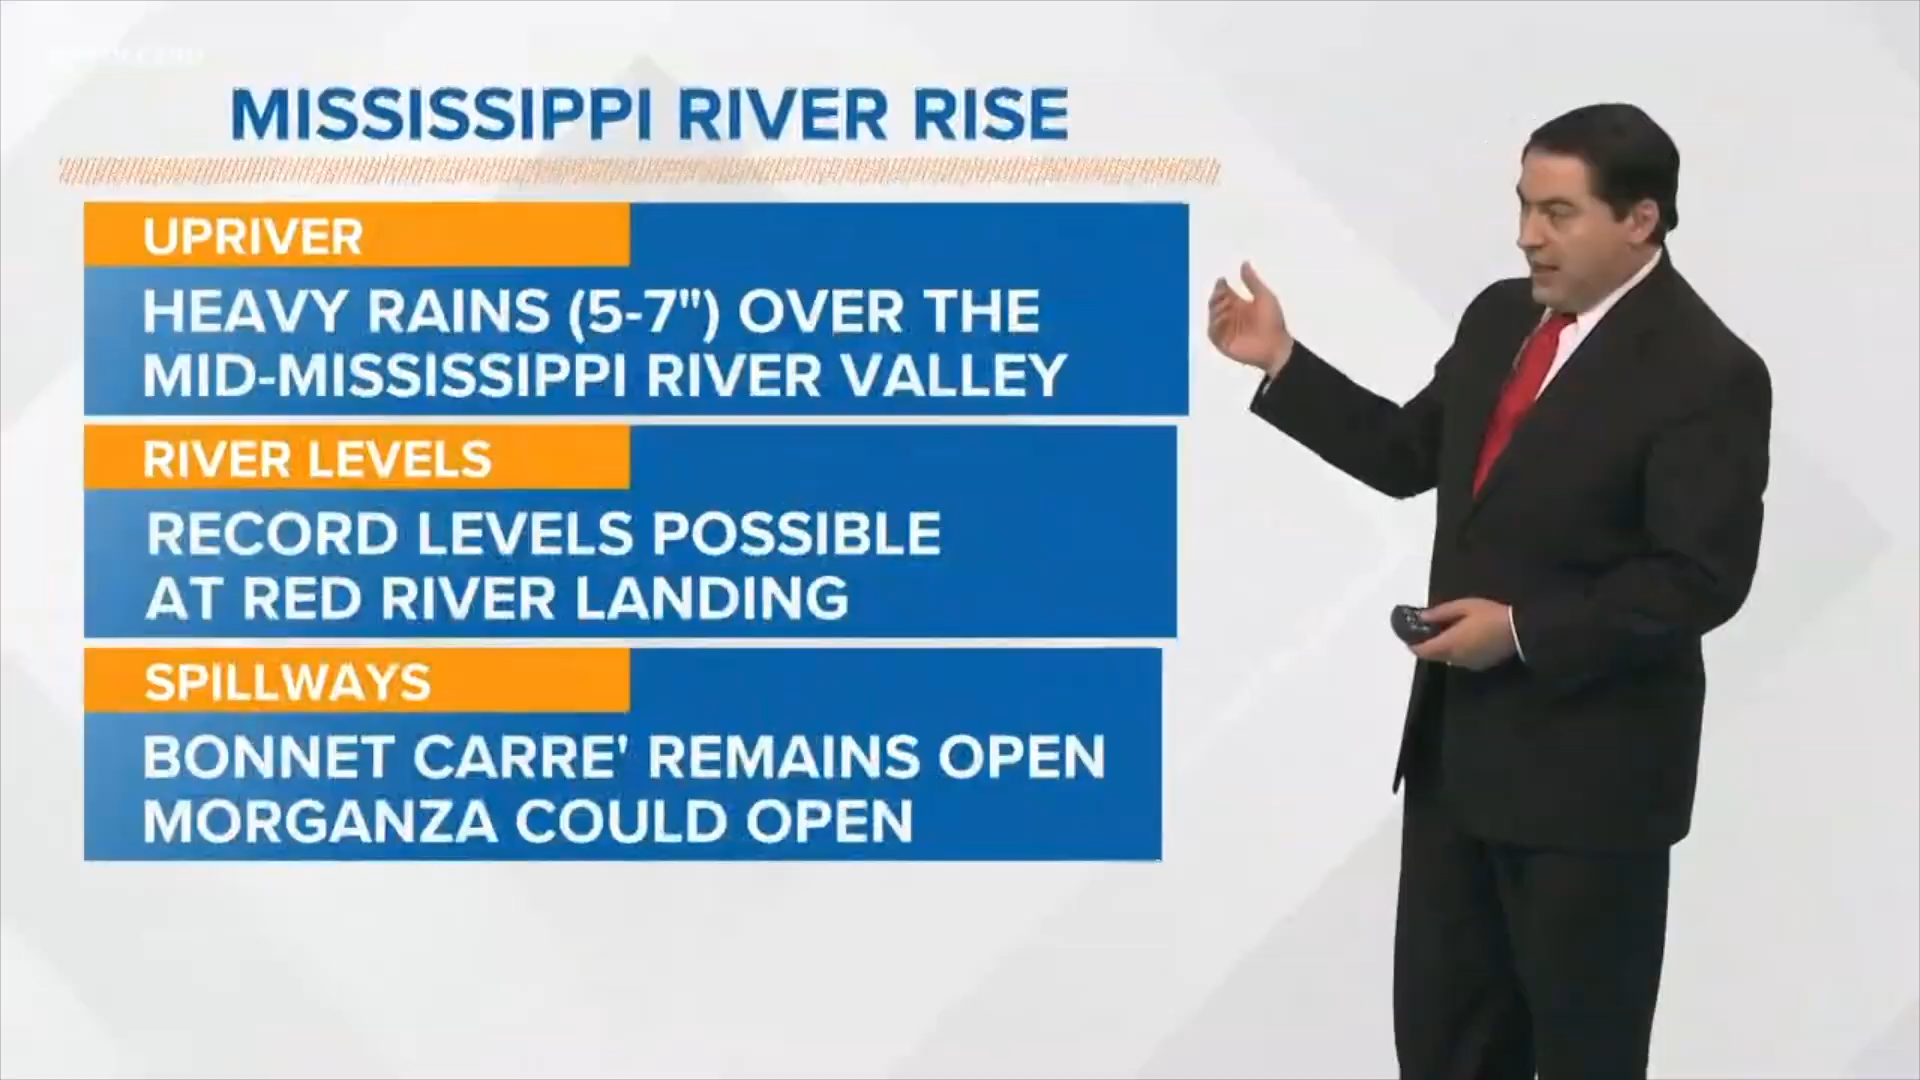 MISSISSIPPI RIVER RISE
UPRIVER
HEAVY RAINS (5-7") OVER THE
MID-MISSISSIPPI RIVER VALLEY
RIVER LEVELS
RECORD LEVELS POSSIBLE
AT RED RIVER LANDING
SPILLWAYS
BONNET CARRE' REMAINS OPEN
MORGANZA COULD OPEN